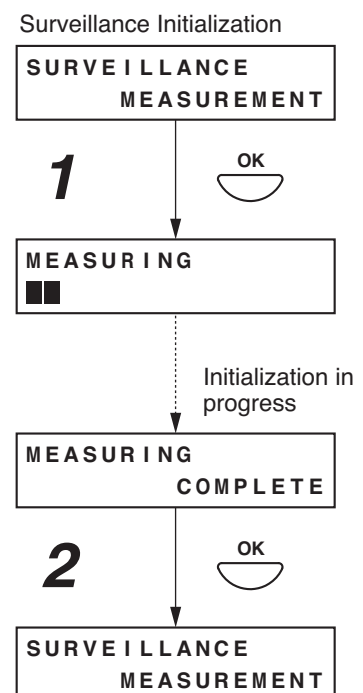 Surveillance Initialization
SURVEILLANCE
MEASUREMENT
1
OK
MEASURING
Initialization in
progress
MEASURING
COMPLETE
2
OK
SURVEILLANCE
MEASUREMENT